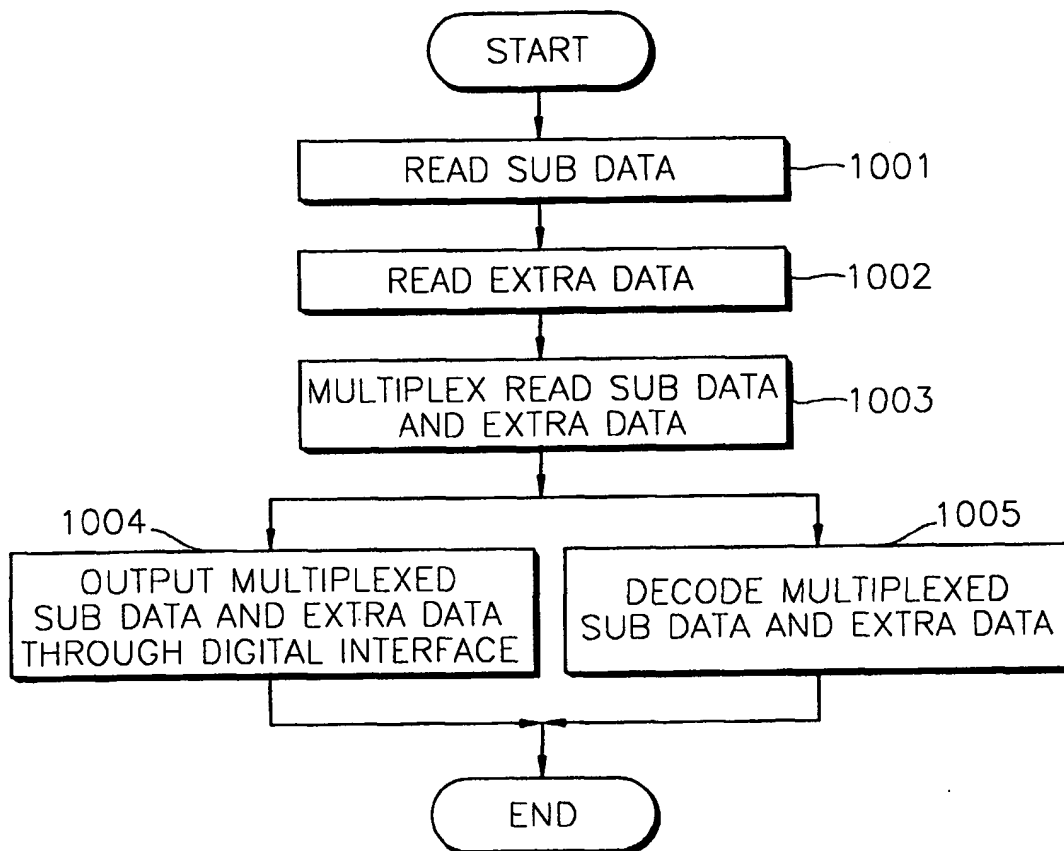 START
READ SUB DATA
1001
READ EXTRA DATA
1002
MULTIPLEX READ SUB DATA
AND EXTRA DATA
1003
1004
OUTPUT MULTIPLEXED
SUB DATA AND EXTRA DATA
THROUGH DIGITAL INTERFACE
1005
DECODE MULTIPLEXED
SUB DATA AND EXTRA DATA
END